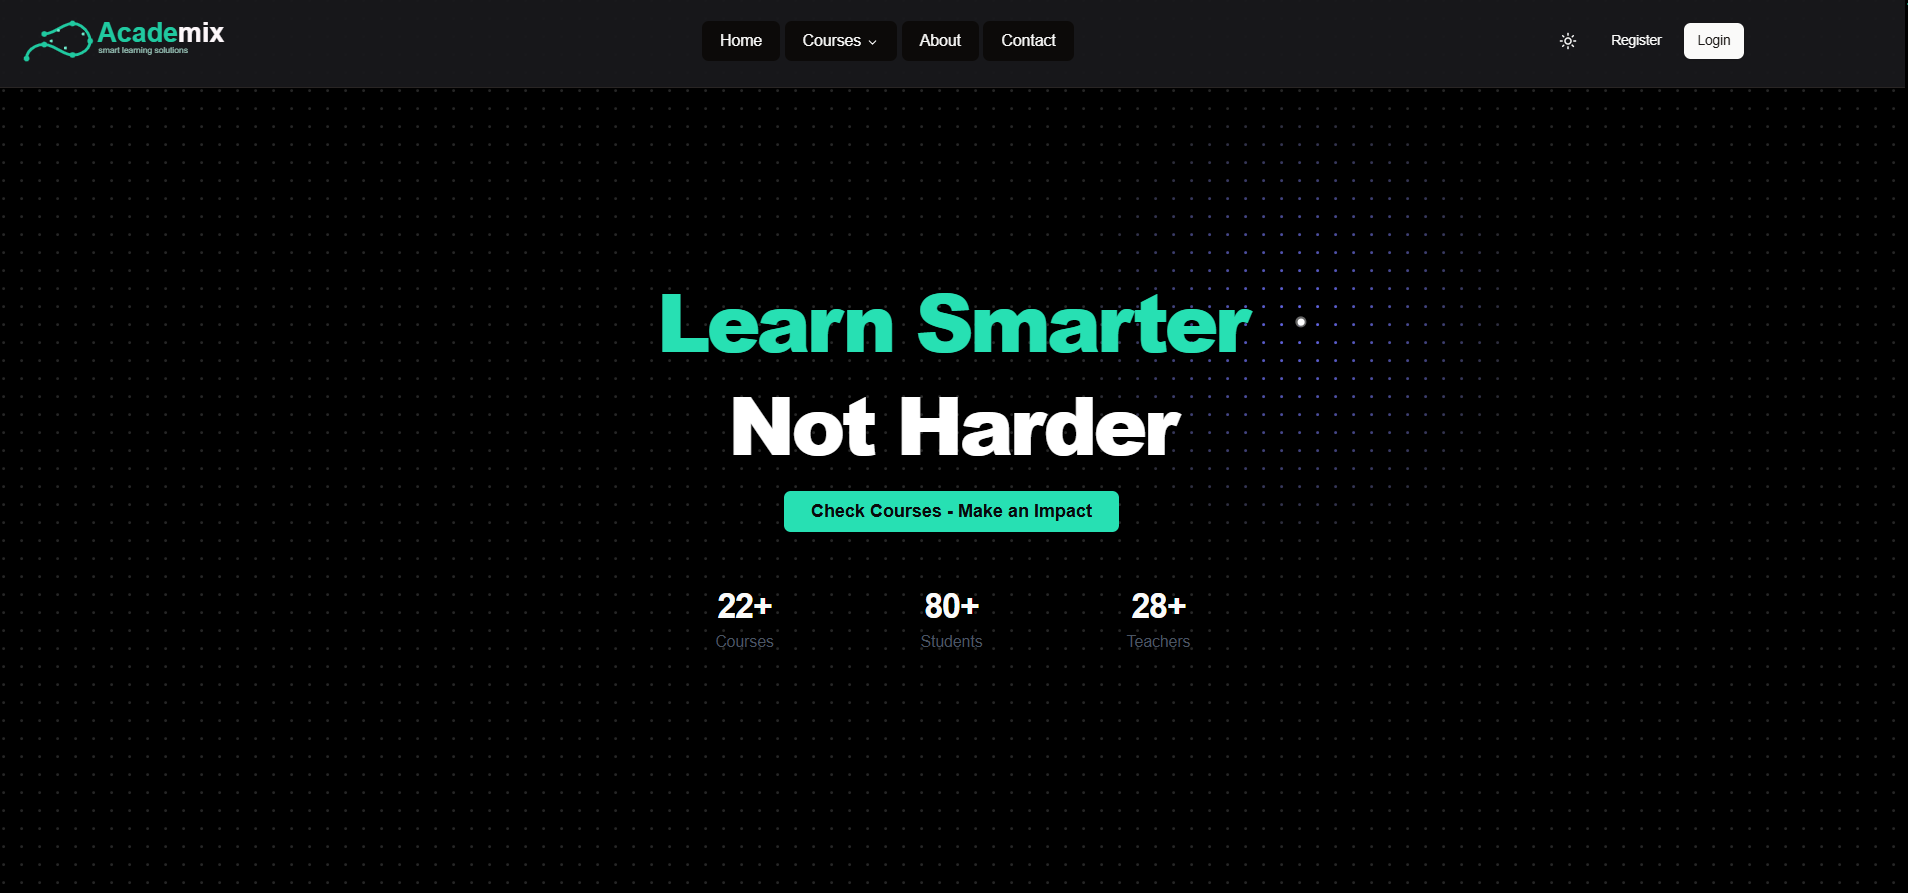 Academix
smart learning solutions
Home
Courses
About
Contact
Register
Login
Learn Smarter
Not Harder
Check Courses - Make an Impact
22+
80+
28+
Courses
Students
Teachers